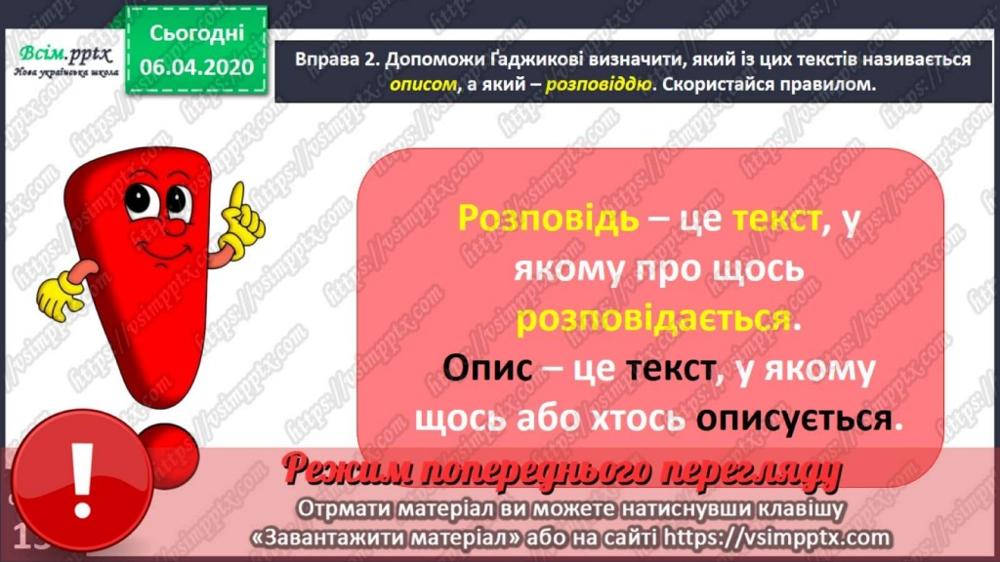 Всім.pptx
Нова українська школа
Сьогодні
06.04.2020
Вправа 2. Допоможи Ґаджикові визначити, який із цих текстів називається
описом, а який – розповіддю. Скористайся правилом.
Розповідь – це текст, у
якому про щось
розповідається.
Опис – це текст, у якому
щось або хтось описується.
Режим попереднього перегляду
Отрмати матеріал ви можете натиснувши клавішу
«Завантажити матеріал» або на сайті https://vsimpptx.com